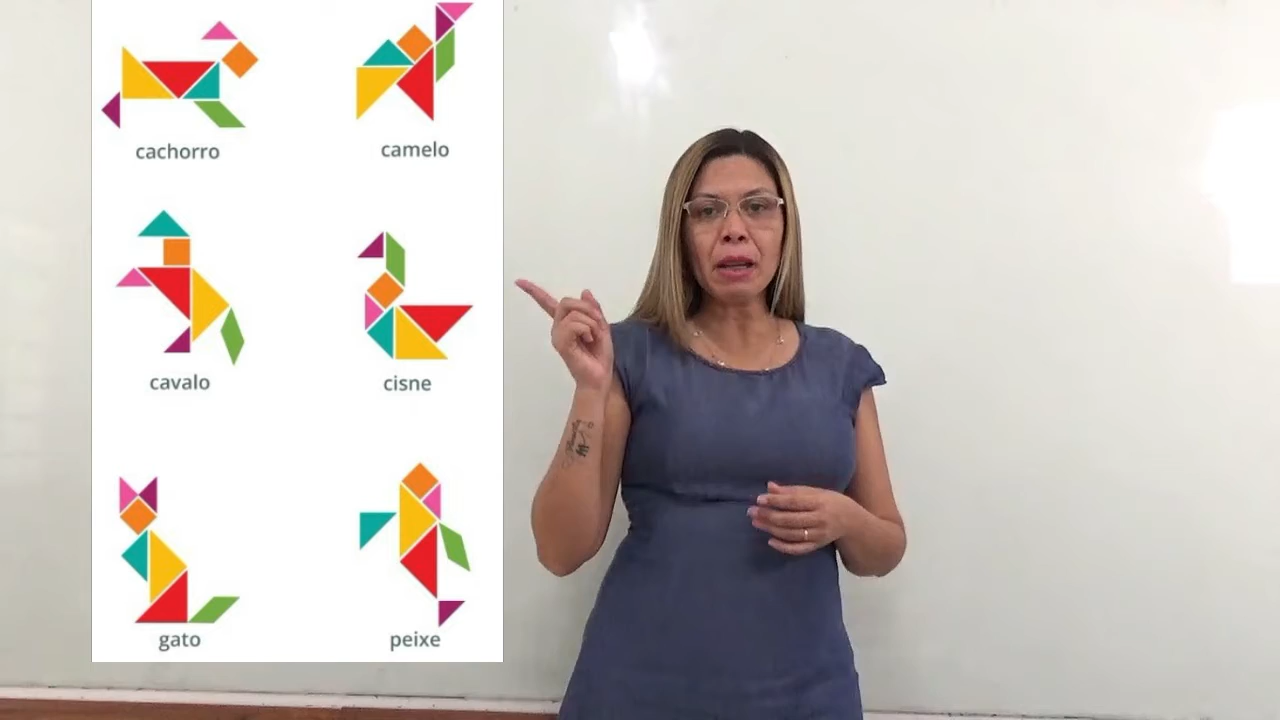 cachorro
camelo
cavalo
cisne
gato
peixe